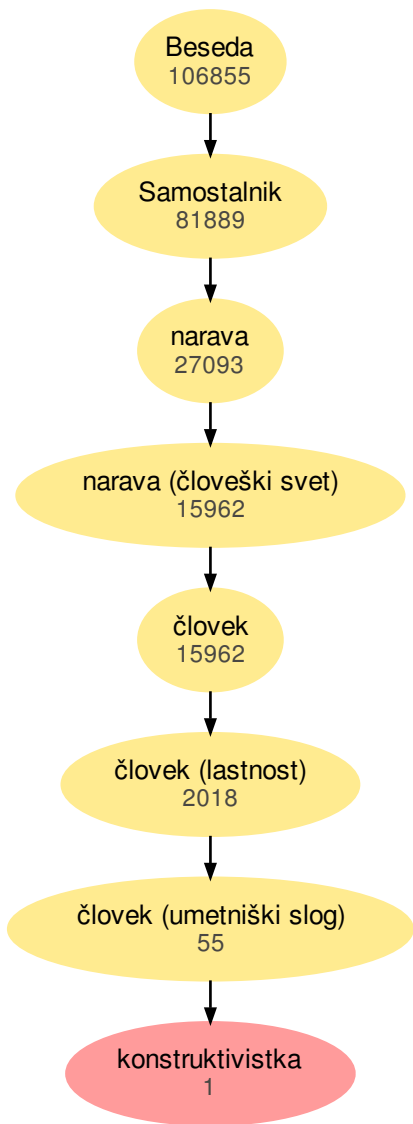 Beseda
106855
Samostalnik
81889
narava
27093
narava (človeški svet)
15962
človek
15962
človek (lastnost)
2018
človek (umetniški slog)
55
konstruktivistka
1